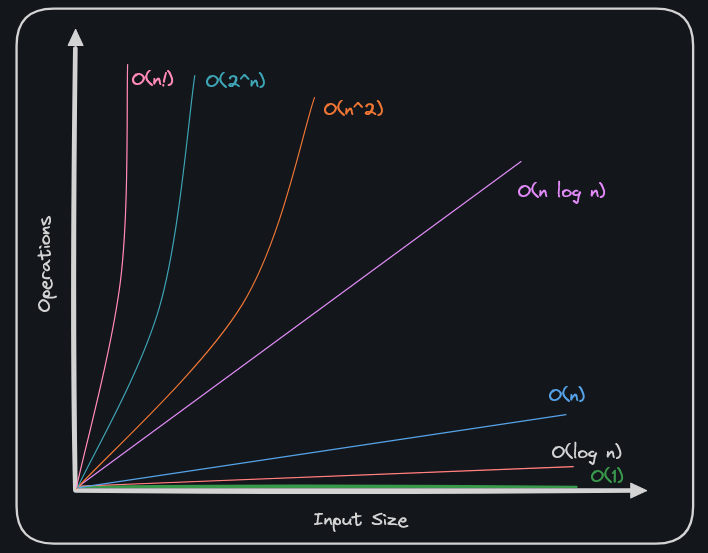 O(n!)
O(2^n)
O(n^2)
O(n log n)
Operations
O(n)
O(log n)
O(1)
Input Size